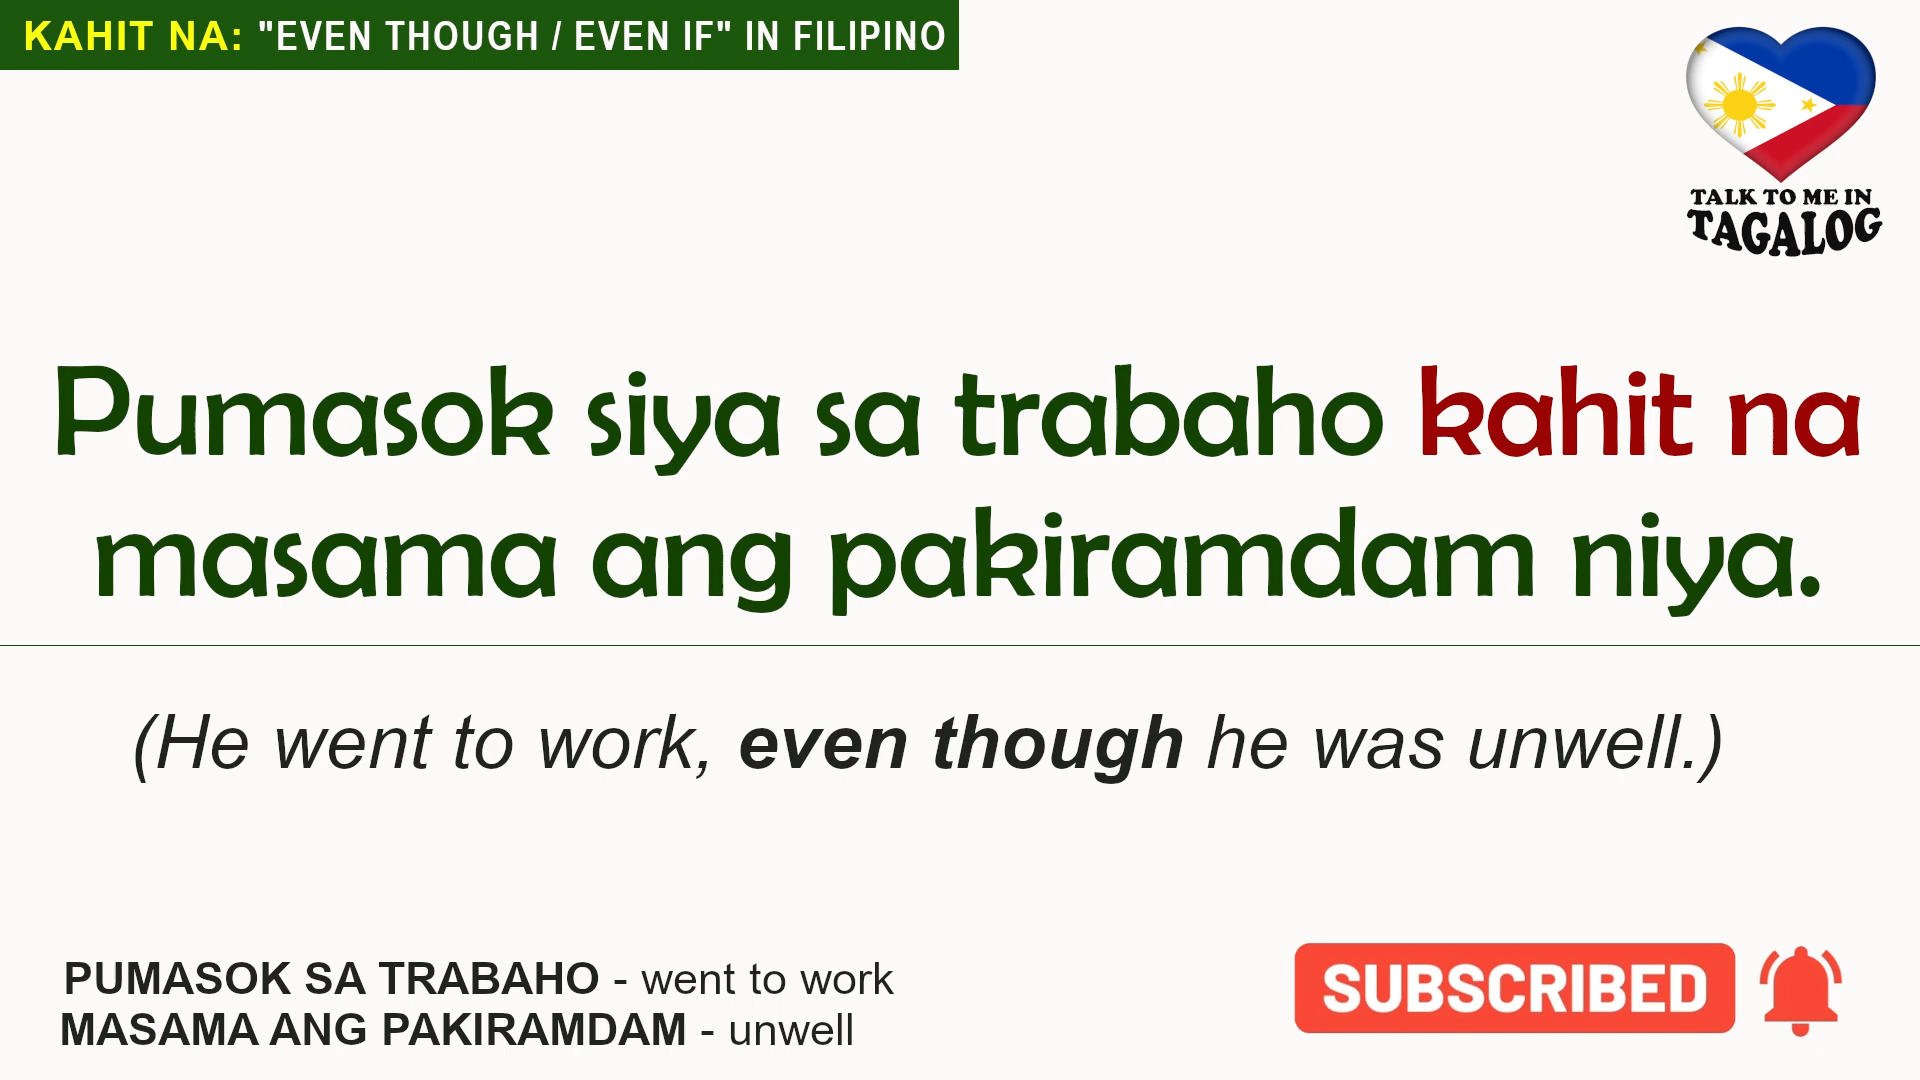 KAHIT NA: "EVEN THOUGH / EVEN IF" IN FILIPINO
TALK TO ME IN
TAGALOG
Pumasok siya sa trabaho kahit na
masama ang pakiramdam niya.
(He went to work, even though he was unwell.)
PUMASOK SA TRABAHO - went to work
MASAMA ANG PAKIRAMDAM - unwell
SUBSCRIBED